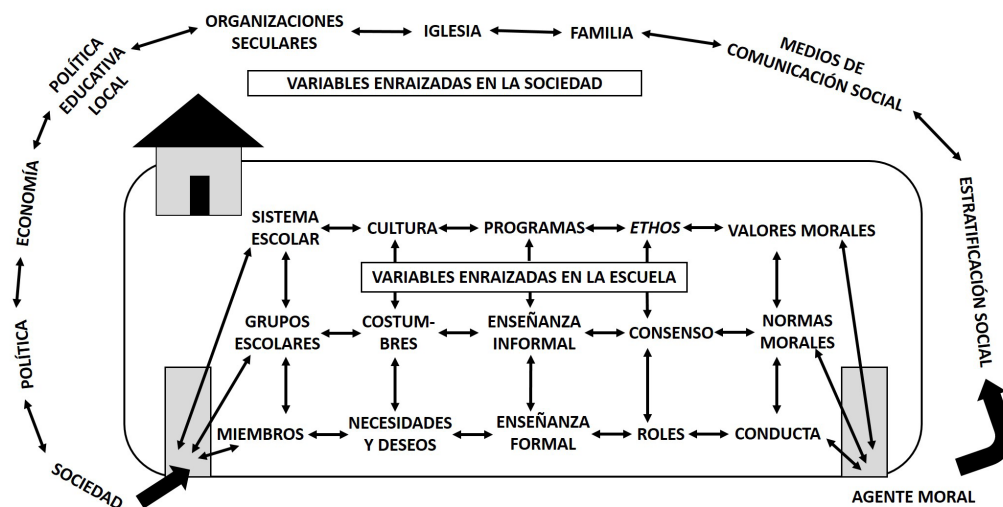 ORGANIZACIONES
SECULARES
IGLESIA
FAMILIA
MEDIOS DE
COMUNICACIÓN SOCIAL
POLÍTICA
EDUCATIVA
LOCAL
VARIABLES ENRAIZADAS EN LA SOCIEDAD
ECONOMÍA
POLÍTICA
SOCIEDAD
ESTRATIFICACIÓN SOCIAL
SISTEMA
ESCOLAR
CULTURA
PROGRAMAS
ETHOS
VALORES MORALES
VARIABLES ENRAIZADAS EN LA ESCUELA
GRUPOS
ESCOLARES
COSTUM-
BRES
ENSEÑANZA
INFORMAL
CONSENSO
NORMAS
MORALES
MIEMBROS
NECESIDADES
Y DESEOS
ENSEÑANZA
FORMAL
ROLES
CONDUCTA
AGENTE MORAL